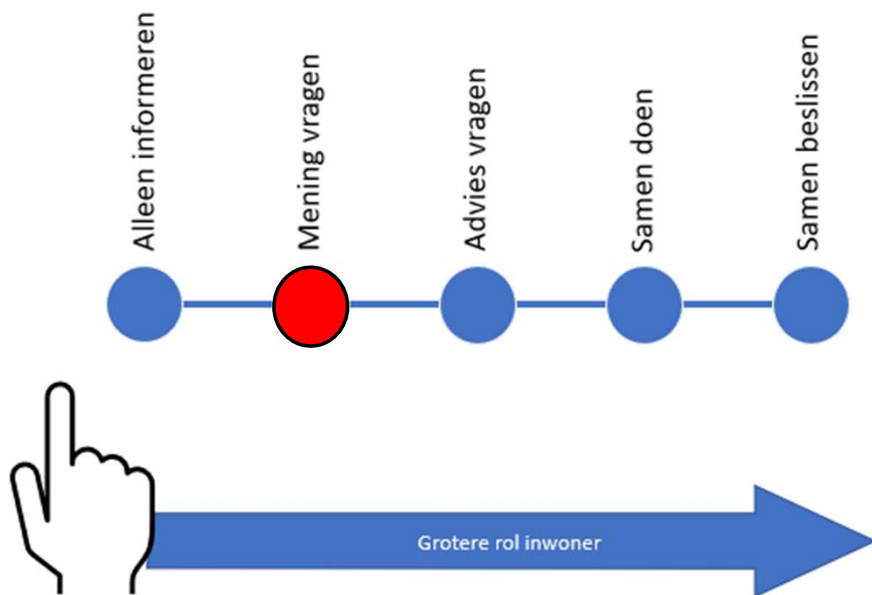 Alleen informeren
Mening vragen
Advies vragen
Samen doen
Samen beslissen
Grotere rol inwoner